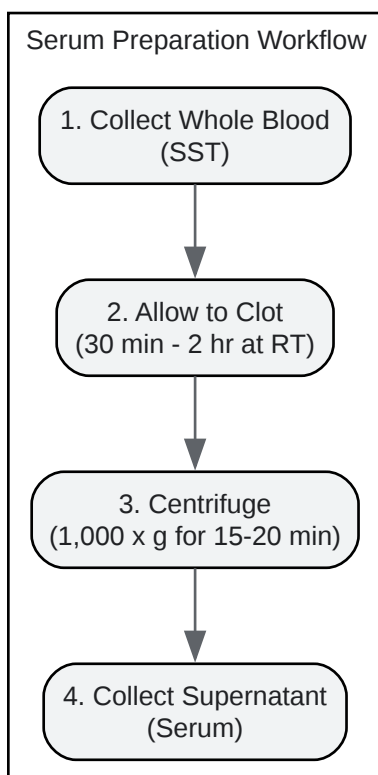 Serum Preparation Workflow
1. Collect Whole Blood
(SST)
2. Allow to Clot
(30 min - 2 hr at RT)
3. Centrifuge
(1,000 x g for 15-20 min)
4. Collect Supernatant
(Serum)